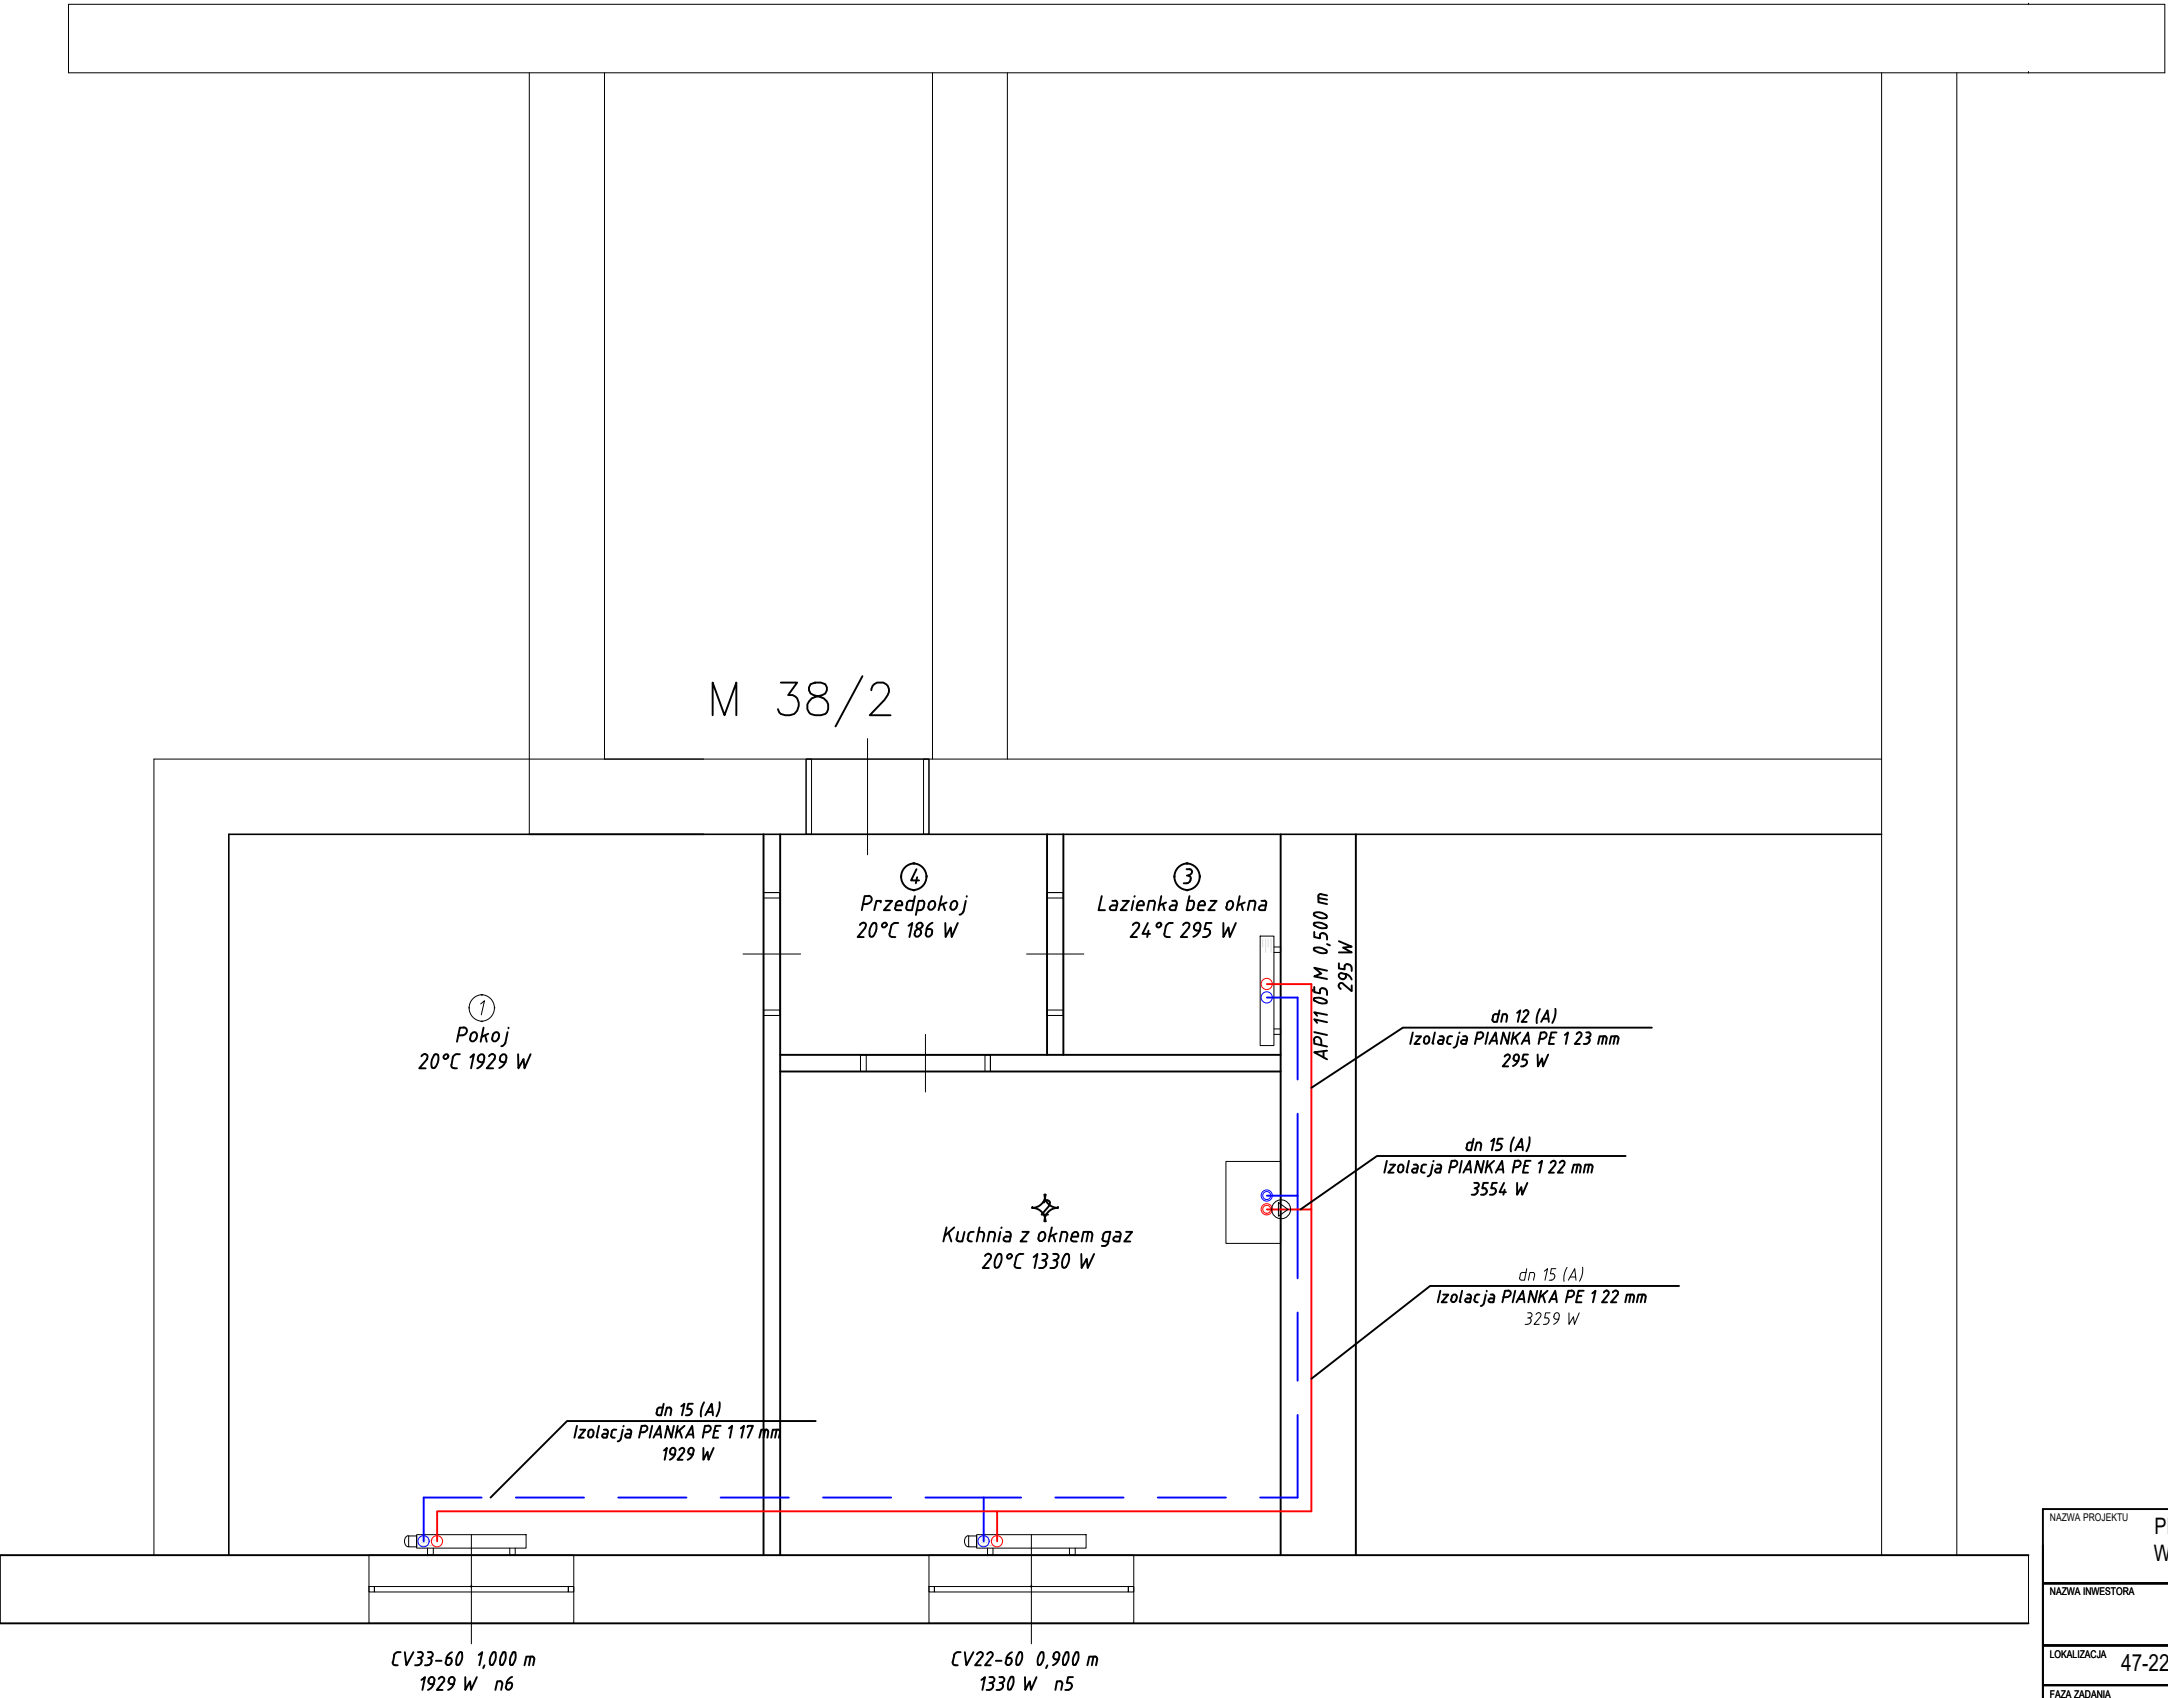 M 38/2
4
Przedpokoj
20°C 186 W
3
Lazienka bez okna
24°C 295 W
API 11 05 M 0,500 m
295 W
1
Pokoj
20°C 1929 W
dn 12 (A)
Izolacja PIANKA PE 1 23 mm
295 W
dn 15 (A)
Izolacja PIANKA PE 1 22 mm
3554 W
Kuchnia z oknem gaz
20°C 1330 W
dn 15 (A)
Izolacja PIANKA PE 1 22 mm
3259 W
dn 15 (A)
Izolacja PIANKA PE 1 17 mm
1929 W
CV33-60 1,000 m
1929 W n6
CV22-60 0,900 m
1330 W n5
NAZWA PROJEKTU
NAZWA INWESTORA
LOKALIZACJA 47-22
FAZA ZADANIA